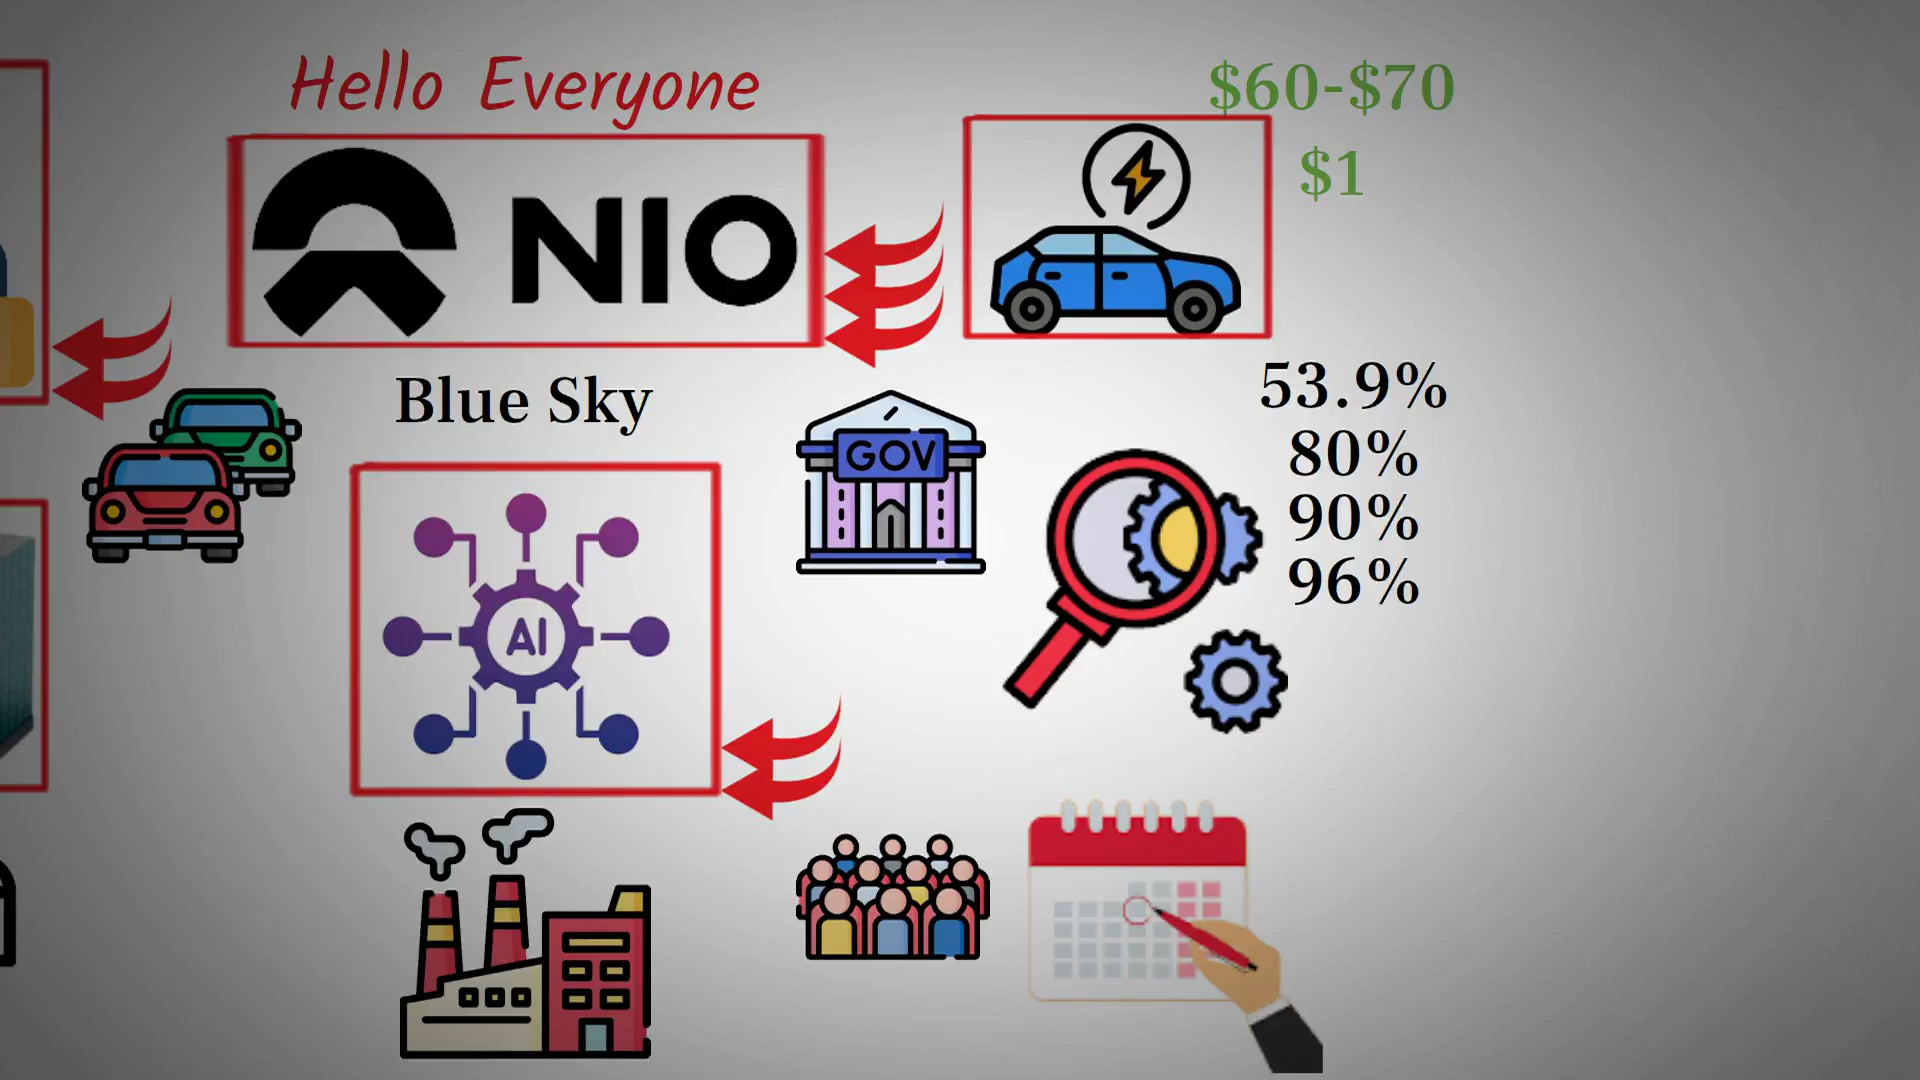 Hello Everyone
$60-$70
$1
NIO
Blue Sky
GOV
53.9%
80%
90%
96%
AI